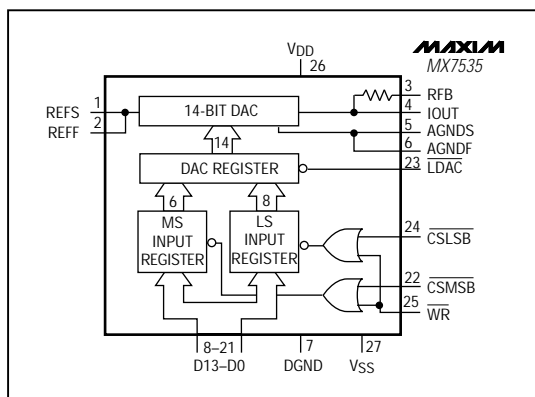 VDD
26
MAXIM
MX7535
3 RFB
REFS 1
14-BIT DAC
4 IOUT
REFF 2
5 AGNDS
14
6 AGNDF
DAC REGISTER
23 LDAC
6
8
MS INPUT REGISTER
LS INPUT REGISTER
24 CSLSB
22 CSMSB
25 WR
8–21
D13–D0
7
DGND
27
VSS